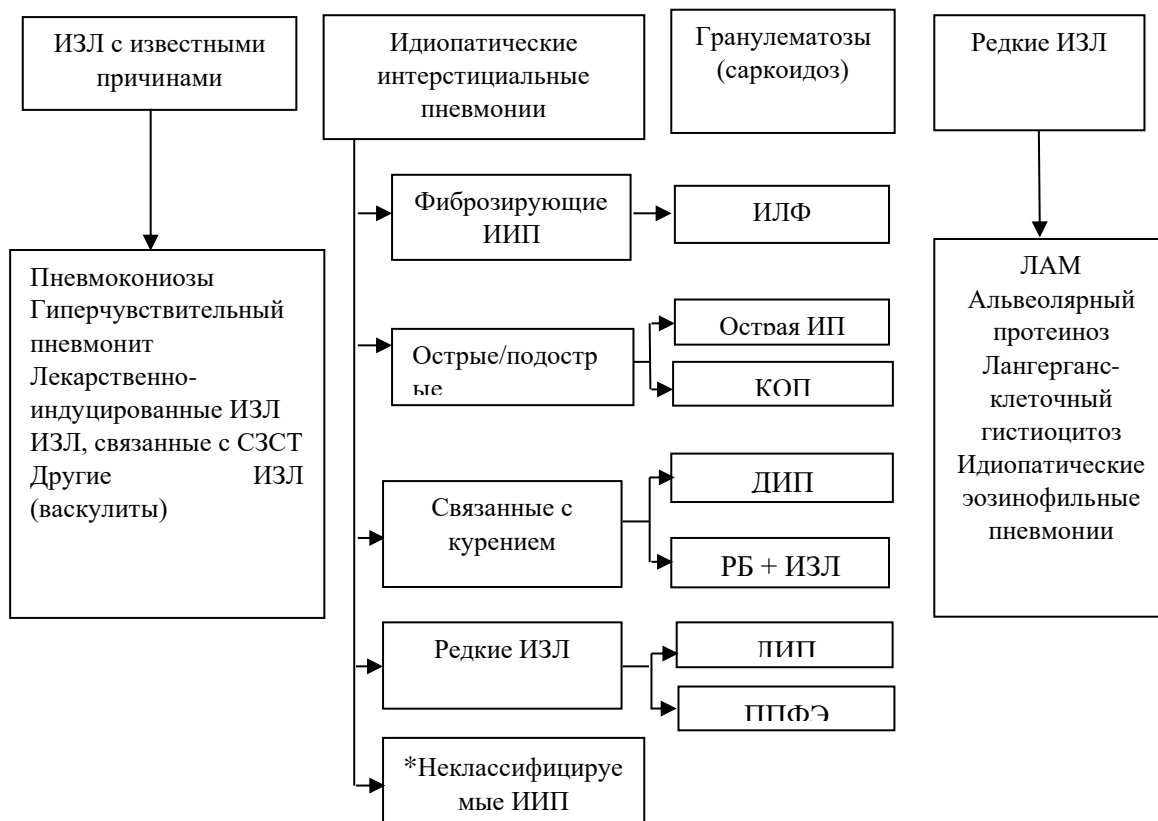 ИЗЛ с известными
причинами
Идиопатические
интерстициальные
пневмонии
Гранулематозы
(саркоидоз)
Редкие ИЗЛ
Пневмокониозы
Гиперчувствительный
пневмонит
Лекарственно-
индуцированные ИЗЛ
ИЗЛ, связанные с СЗСТ
Другие ИЗЛ
(васкулиты)
Фиброзирующие
ИИП
ИЛФ
Острые/подостр
ые
Острая ИП
КОП
Связанные с
курением
ДИП
РБ + ИЗЛ
Редкие ИЗЛ
ЛИП
ППФЭ
*Неклассифицируе
мые ИИП
ЛАМ
Альвеолярный
протеиноз
Лангерганс-
клеточный
гистиоцитоз
Идиопатические
эозинофильные
пневмонии